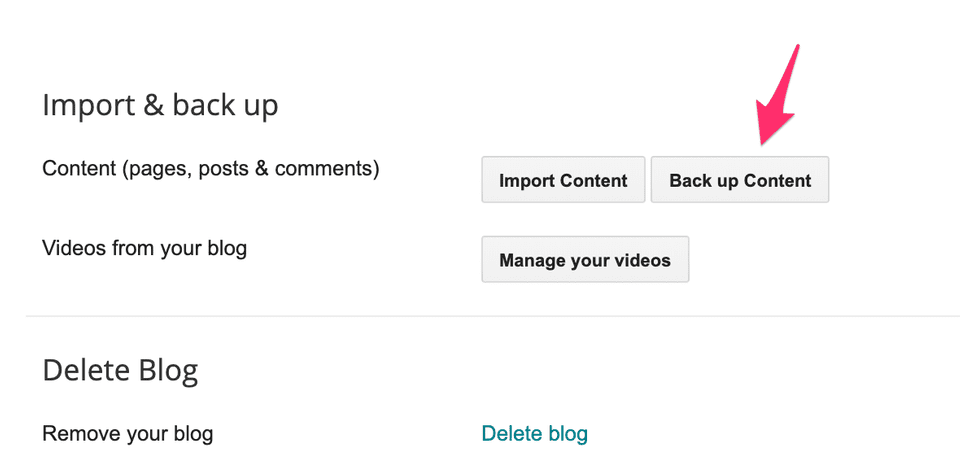 Import & back up
Content (pages, posts & comments)
Import Content
Back up Content
Videos from your blog
Manage your videos
Delete Blog
Remove your blog
Delete blog